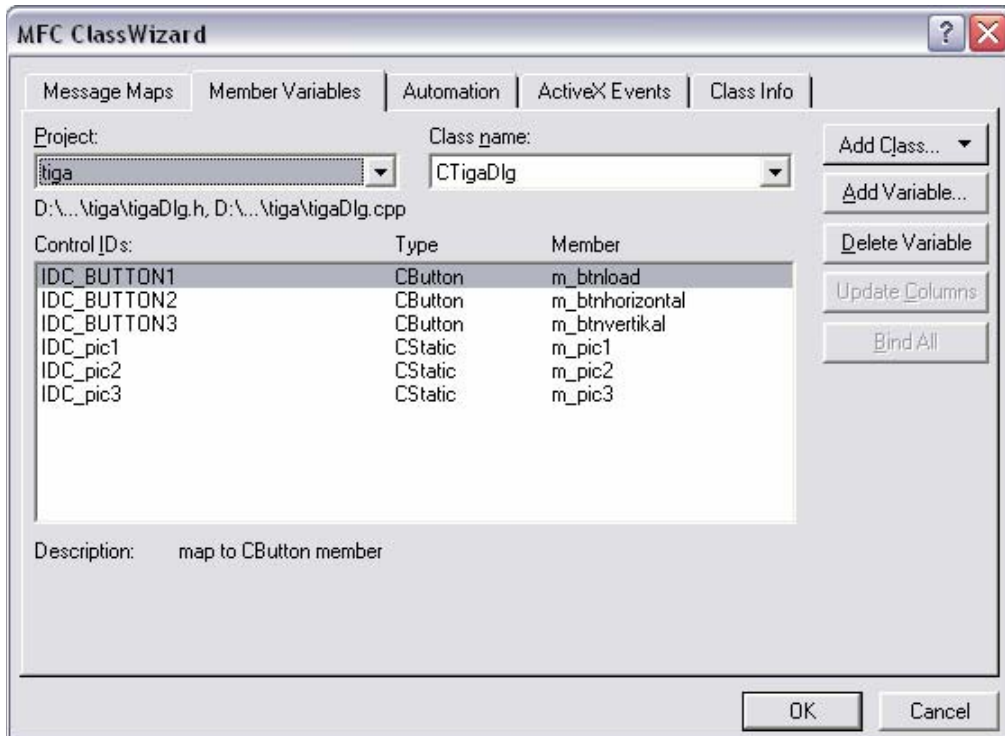 MFC ClassWizard
Message Maps Member Variables Automation ActiveX Events Class Info
Project: Class name:
tiga CTigaDlg
D:\...\tiga\tigaDlg.h, D:\...\tiga\tigaDlg.cpp
Control IDs: Type Member
IDC_BUTTON1 CButton m_btnload
IDC_BUTTON2 CButton m_btnhorizontal
IDC_BUTTON3 CButton m_btnvertikal
IDC_pic1 CStatic m_pic1
IDC_pic2 CStatic m_pic2
IDC_pic3 CStatic m_pic3
Description: map to CButton member
Add Class...
Add Variable...
Delete Variable
Update Columns
Bind All
OK Cancel